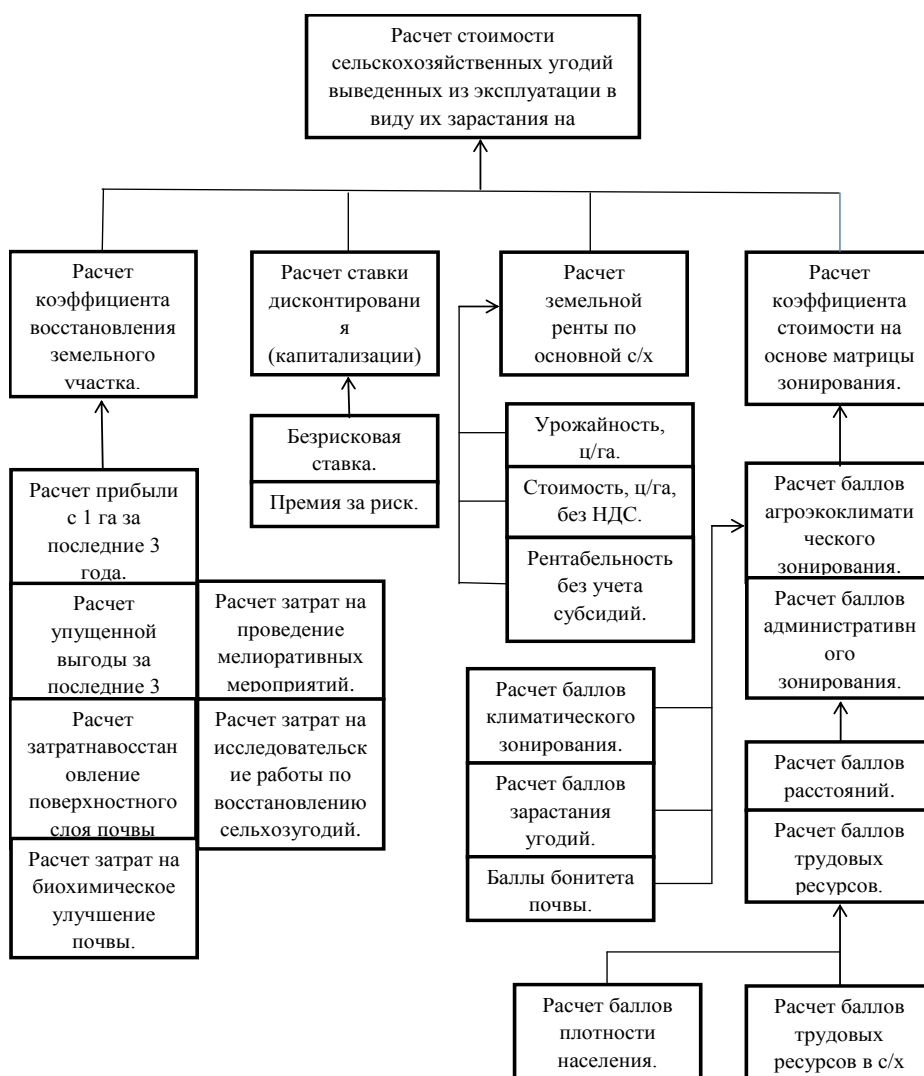 Расчет стоимости
сельскохозяйственных угодий
выведенных из эксплуатации в
виду их зарастания на
Расчет
коэффициента
восстановления
земельного
участка.
Расчет ставки
дисконтировани
я
(капитализации)
Расчет
земельной
ренты по
основной с/х
Расчет
коэффициента
стоимости на
основе матрицы
зонирования.
Безрисковая
ставка.
Премия за риск.
Урожайность,
ц/га.
Стоимость, ц/га,
без НДС.
Рентабельность
без учета
субсидий.
Расчет прибыли
с 1 га за
последние 3
года.
Расчет
упущенной
выгоды за
последние 3
Расчет
затратнавосстан
овление
поверхностного
слоя почвы
Расчет затрат на
биохимическое
улучшение
почвы.
Расчет затрат на
проведение
мелиоративных
мероприятий.
Расчет затрат на
исследовательск
ие работы по
восстановлению
сельхозугодий.
Расчет баллов
агроэкоклимати
ческого
зонирования.
Расчет баллов
административн
ого
зонирования.
Расчет баллов
климатического
зонирования.
Расчет баллов
зарастания
угодий.
Баллы бонитета
почвы.
Расчет баллов
расстояний.
Расчет баллов
трудовых
ресурсов.
Расчет баллов
плотности
населения.
Расчет баллов
трудовых
ресурсов в с/х